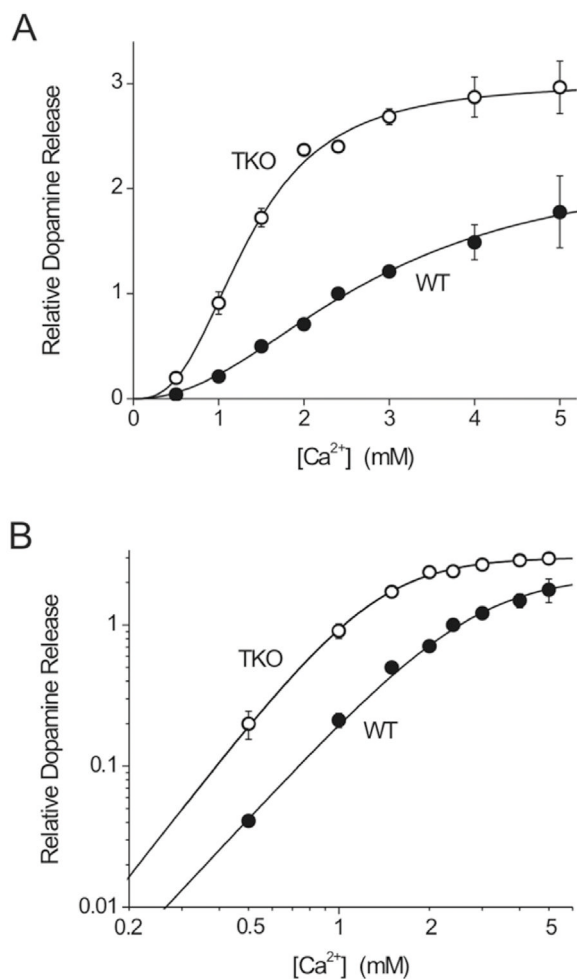 A
Relative Dopamine Release
3
2
1
0
TKO
WT
0 1 2 3 4 5
[Ca²⁺] (mM)
B
Relative Dopamine Release
1
0.1
0.01
TKO
WT
0.2 0.5 1 2 5
[Ca²⁺] (mM)